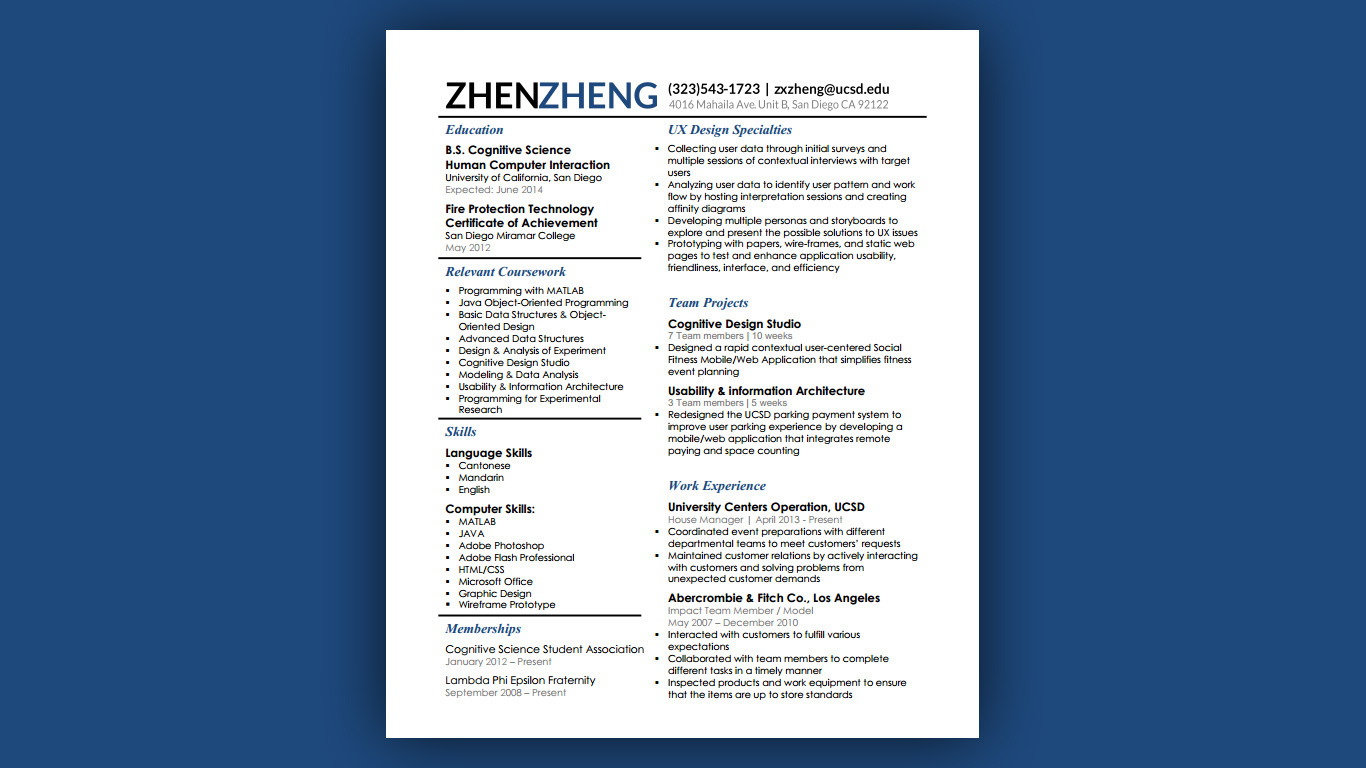 ZHENZHENG
(323)543-1723 | zxzheng@ucsd.edu
4016 Mahaila Ave. Unit B, San Diego CA 92122
Education
B.S. Cognitive Science
Human Computer Interaction
University of California, San Diego
Expected: June 2014
Fire Protection Technology
Certificate of Achievement
San Diego Miramar College
May 2012
Relevant Coursework
▪ Programming with MATLAB
▪ Java Object-Oriented Programming
▪ Basic Data Structures & Object-
Oriented Design
▪ Advanced Data Structures
▪ Design & Analysis of Experiment
▪ Cognitive Design Studio
▪ Modeling & Data Analysis
▪ Usability & Information Architecture
▪ Programming for Experimental
Research
Skills
Language Skills
▪ Cantonese
▪ Mandarin
▪ English
Computer Skills:
▪ MATLAB
▪ JAVA
▪ Adobe Photoshop
▪ Adobe Flash Professional
▪ HTML/CSS
▪ Microsoft Office
▪ Graphic Design
▪ Wireframe Prototype
Memberships
Cognitive Science Student Association
January 2012 – Present
Lambda Phi Epsilon Fraternity
September 2008 – Present
UX Design Specialties
▪ Collecting user data through initial surveys and
multiple sessions of contextual interviews with target
users
▪ Analyzing user data to identify user pattern and work
flow by hosting interpretation sessions and creating
affinity diagrams
▪ Developing multiple personas and storyboards to
explore and present the possible solutions to UX issues
▪ Prototyping with papers, wire-frames, and static web
pages to test and enhance application usability,
friendliness, interface, and efficiency
Team Projects
Cognitive Design Studio
7 Team members | 10 weeks
▪ Designed a rapid contextual user-centered Social
Fitness Mobile/Web Application that simplifies fitness
event planning
Usability & information Architecture
3 Team members | 5 weeks
▪ Redesigned the UCSD parking payment system to
improve user parking experience by developing a
mobile/web application that integrates remote
paying and space counting
Work Experience
University Centers Operation, UCSD
House Manager | April 2013 - Present
▪ Coordinated event preparations with different
departmental teams to meet customers' requests
▪ Maintained customer relations by actively interacting
with customers and solving problems from
unexpected customer demands
Abercrombie & Fitch Co., Los Angeles
Impact Team Member / Model
May 2007 – December 2010
▪ Interacted with customers to fulfill various
expectations
▪ Collaborated with team members to complete
different tasks in a timely manner
▪ Inspected products and work equipment to ensure
that the items are up to store standards